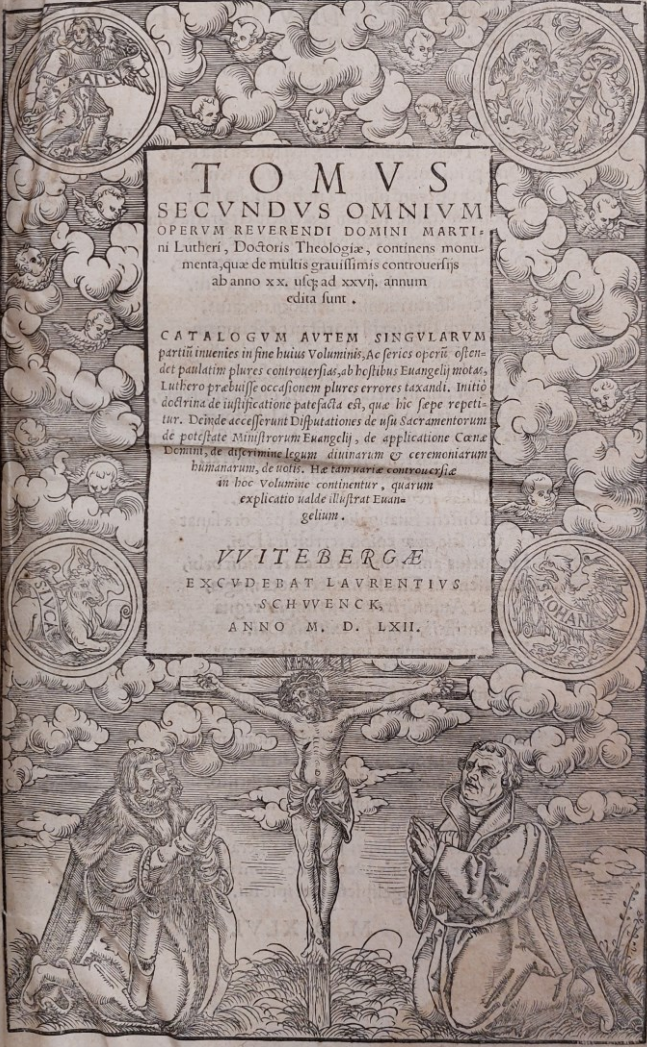 MATEV
MARCVS
TOMVS
SECVNDVS OMNIVM
OPERVM REVERENDI DOMINI MARTI-
ni Lutheri, Doctoris Theologiæ, continens monu-
menta, quæ de multis grauissimis controuersijs
ab anno xx. usq; ad xxvij. annum
edita sunt.
CATALOGVM AVTEM SINGVLARVM
partiũ inuenies in fine huius Voluminis, Ac series operũ osten-
det paulatim plures controuersias, ab hostibus Euangelij motas,
Luthero præbuisse occasionem plures errores taxandi. Initiò
doctrina de iustificatione patefacta est, quæ hic sæpe repeti-
tur. Deinde accesserunt Disputationes de usu Sacramentorum
de potestate Ministrorum Euangelij, de applicatione Cœnæ
Domini, de discrimine legum diuinarum & ceremoniarum
humanarum, de uotis. Hæ tam uariæ controuersiæ
in hoc Volumine continentur, quarum
explicatio ualde illustrat Euan-
gelium.
VVITEBERGÆ
EXCVDEBAT LAVRENTIVS
SCHVVENCK,
ANNO M. D. LXII.
S LVCA
S IOHAN
INRI